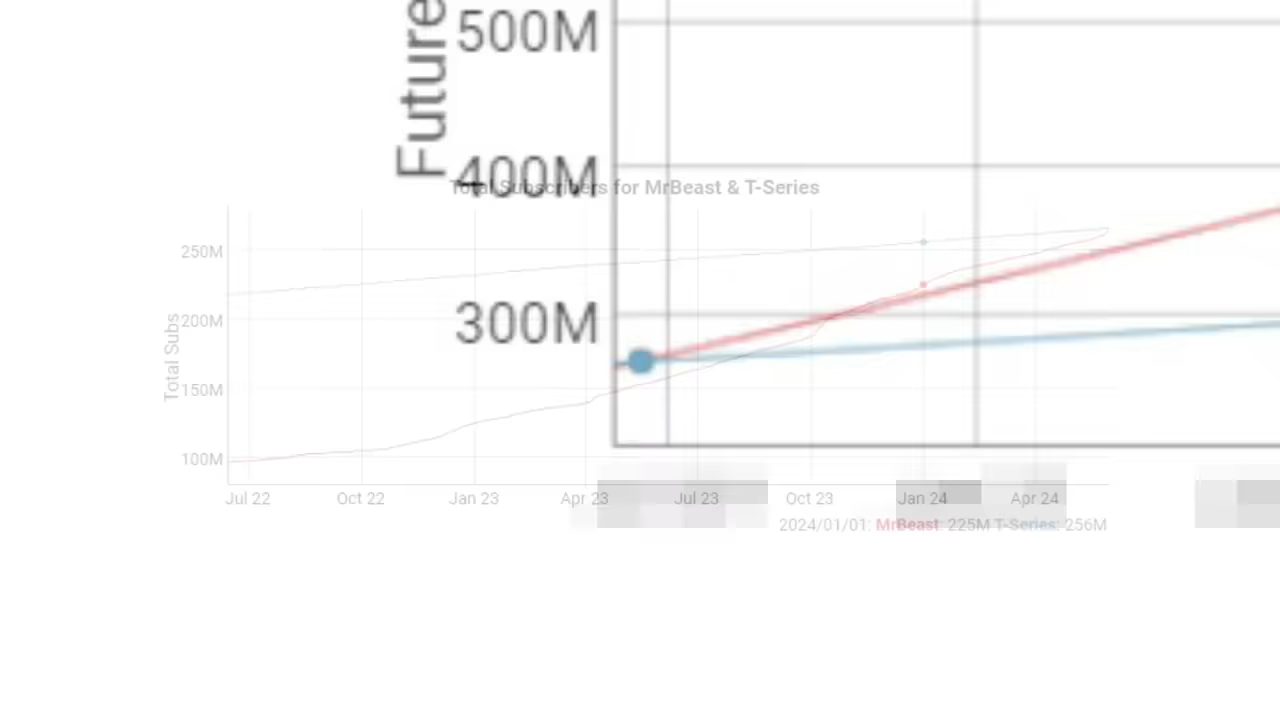 500M
Future
400M
Total Subscribers for MrBeast & T-Series
250M
300M
200M
Total Subs
150M
100M
Jul 22 Oct 22 Jan 23 Apr 23 Jul 23 Oct 23 Jan 24 Apr 24
2024/01/01: MrBeast: 225M T-Series: 256M